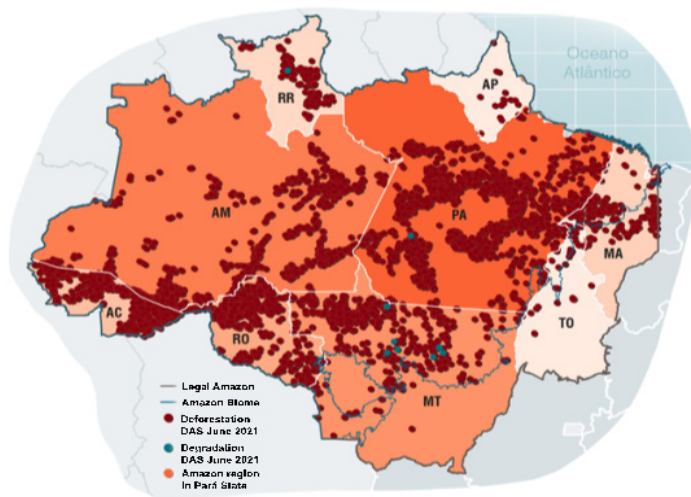 Oceano
Atlântico
RR
AP
AM
PA
MA
AC
RO
TO
MT
Legal Amazon
Amazon Biome
Deforestation
DAS June 2021
Degradation
DAS June 2021
Amazon region
In Pará State